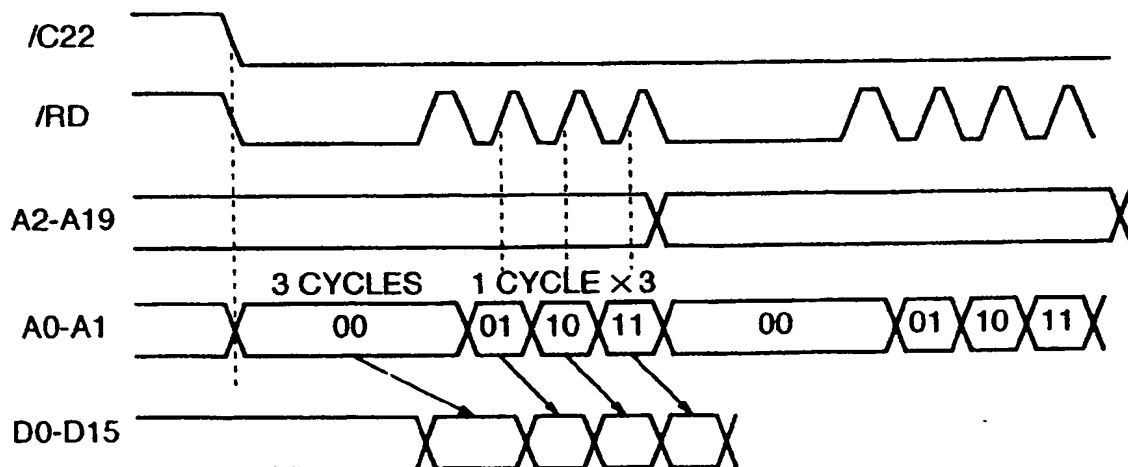 /C22
/RD
A2-A19
3 CYCLES 1 CYCLE × 3
A0-A1 00 01 10 11 00 01 10 11
D0-D15